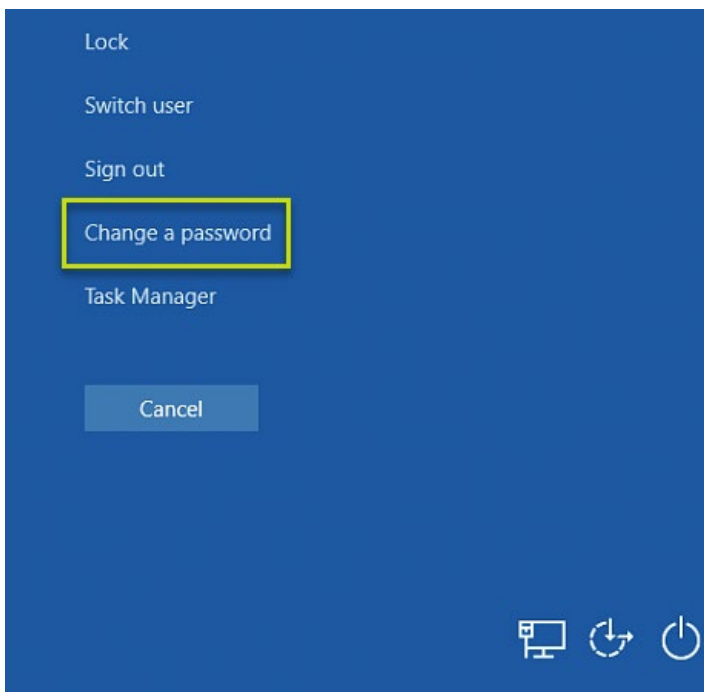 Lock
Switch user
Sign out
Change a password
Task Manager
Cancel